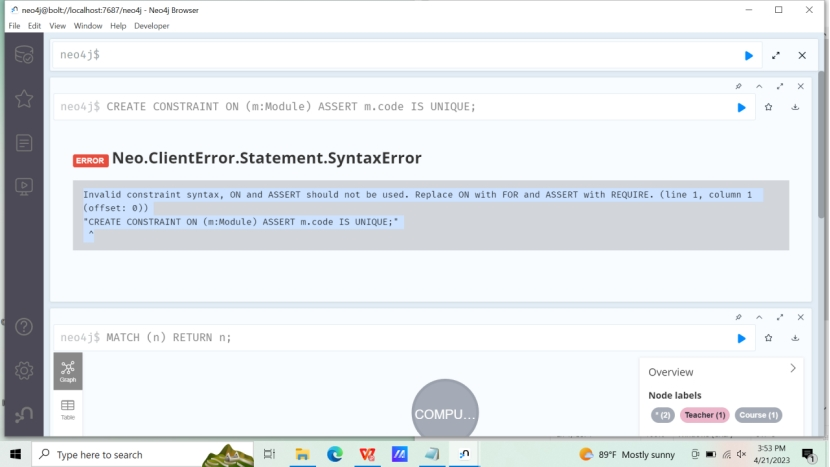 neo4j@bolt://localhost:7687/neo4j - Neo4j Browser
File Edit View Window Help Developer
neo4j$
neo4j$ CREATE CONSTRAINT ON (m:Module) ASSERT m.code IS UNIQUE;
ERROR Neo.ClientError.Statement.SyntaxError
Invalid constraint syntax, ON and ASSERT should not be used. Replace ON with FOR and ASSERT with REQUIRE. (line 1, column 1
(offset: 0))
"CREATE CONSTRAINT ON (m:Module) ASSERT m.code IS UNIQUE;"
^
neo4j$ MATCH (n) RETURN n;
Graph
Table
COMPU...
Overview
Node labels
* (2) Teacher (1) Course (1)
Type here to search
89°F Mostly sunny
3:53 PM
4/21/2023
1